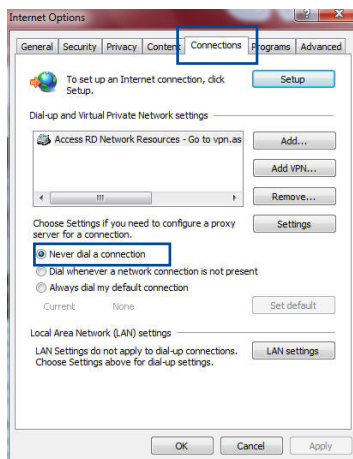 Internet Options
General Security Privacy Content Connections Programs Advanced
To set up an Internet connection, click Setup.
Setup
Dial-up and Virtual Private Network settings
Access RD Network Resources - Go to vpn.as
Add...
Add VPN...
Remove...
Choose Settings if you need to configure a proxy
server for a connection.
Settings
Never dial a connection
Dial whenever a network connection is not present
Always dial my default connection
Current None
Set default
Local Area Network (LAN) settings
LAN Settings do not apply to dial-up connections.
Choose Settings above for dial-up settings.
LAN settings
OK Cancel Apply